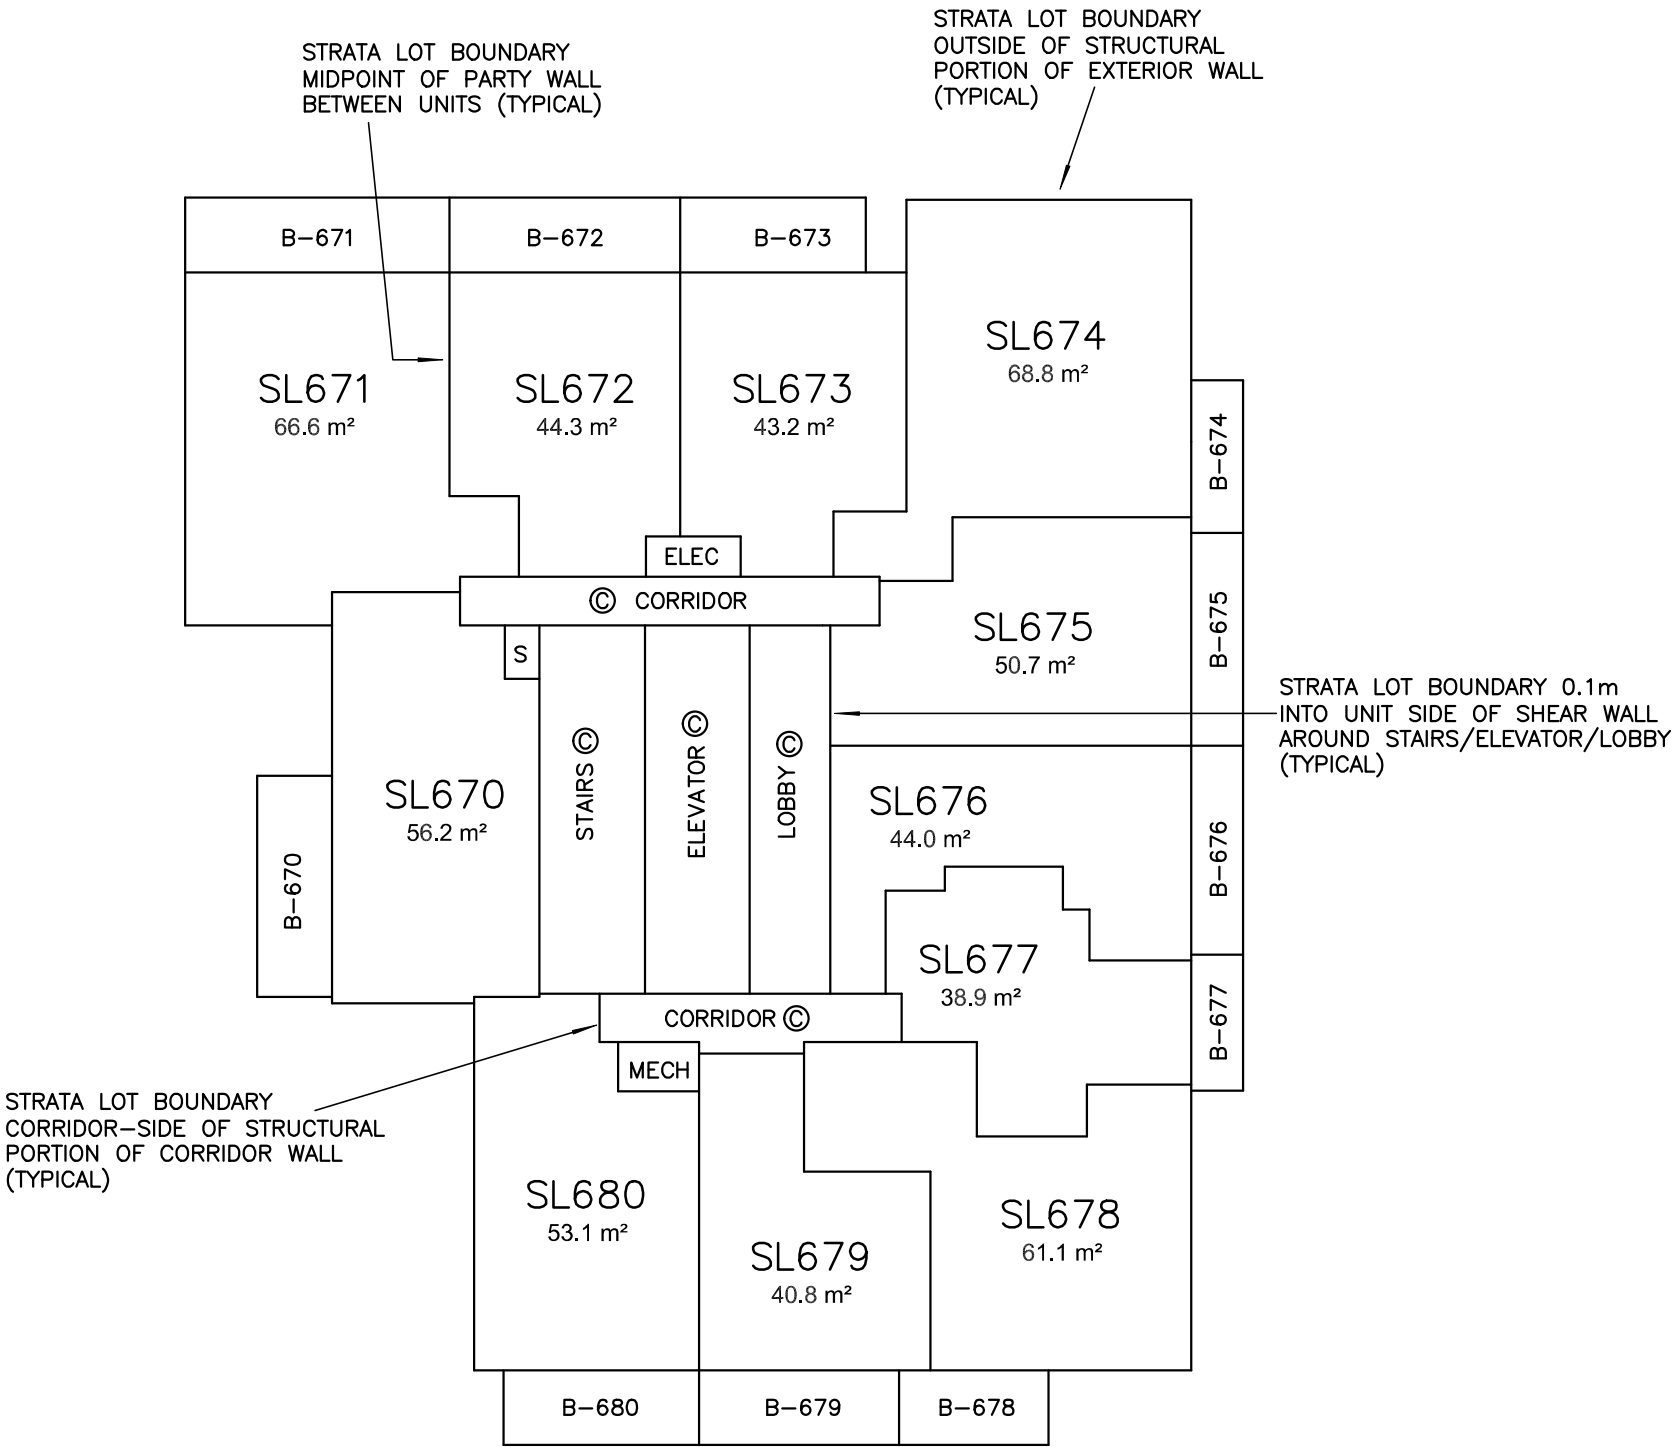 STRATA LOT BOUNDARY
OUTSIDE OF STRUCTURAL
PORTION OF EXTERIOR WALL
(TYPICAL)
STRATA LOT BOUNDARY
MIDPOINT OF PARTY WALL
BETWEEN UNITS (TYPICAL)
B-671
B-672
B-673
SL674
68.8 m²
SL671
66.6 m²
SL672
44.3 m²
SL673
43.2 m²
B-674
ELEC
© CORRIDOR
SL675
50.7 m²
B-675
S
STRATA LOT BOUNDARY 0.1m
INTO UNIT SIDE OF SHEAR WALL
AROUND STAIRS/ELEVATOR/LOBBY
(TYPICAL)
SL670
56.2 m²
STAIRS ©
ELEVATOR ©
LOBBY ©
SL676
44.0 m²
B-676
B-670
SL677
38.9 m²
B-677
CORRIDOR ©
MECH
STRATA LOT BOUNDARY
CORRIDOR-SIDE OF STRUCTURAL
PORTION OF CORRIDOR WALL
(TYPICAL)
SL680
53.1 m²
SL679
40.8 m²
SL678
61.1 m²
B-680
B-679
B-678